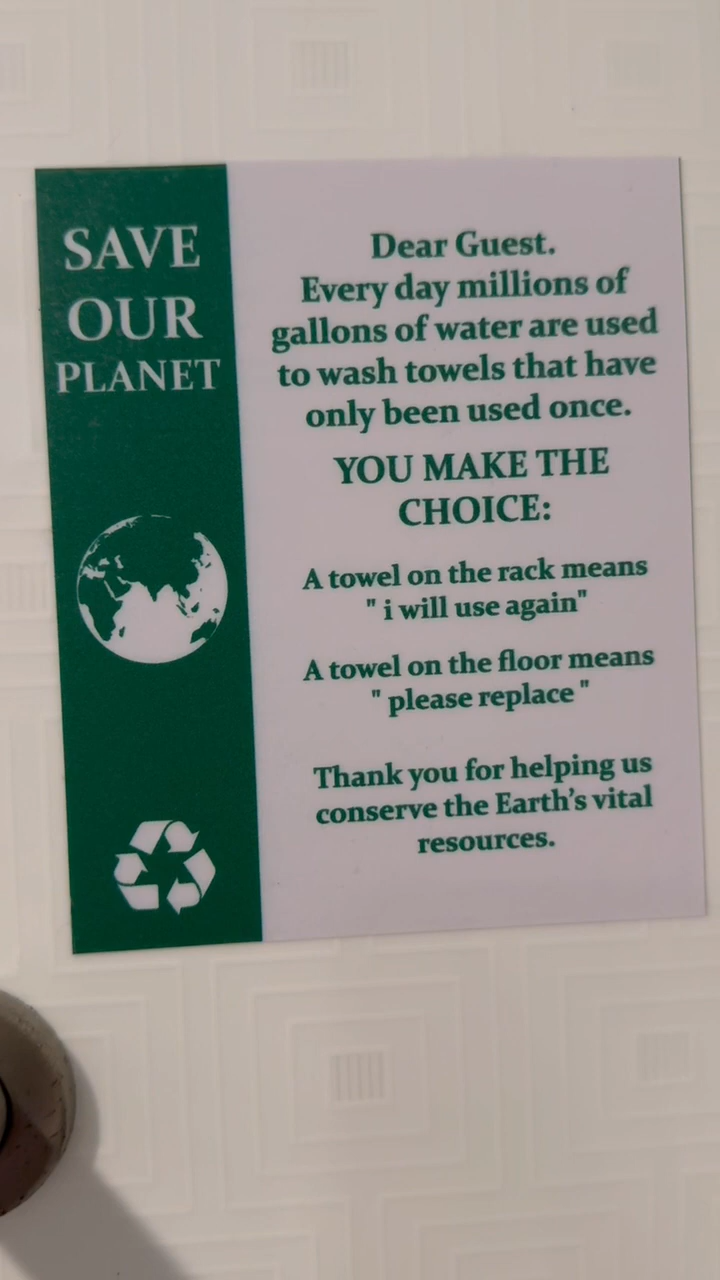 SAVE
OUR
PLANET
Dear Guest.
Every day millions of
gallons of water are used
to wash towels that have
only been used once.
YOU MAKE THE
CHOICE:
A towel on the rack means
" i will use again"
A towel on the floor means
" please replace "
Thank you for helping us
conserve the Earth's vital
resources.